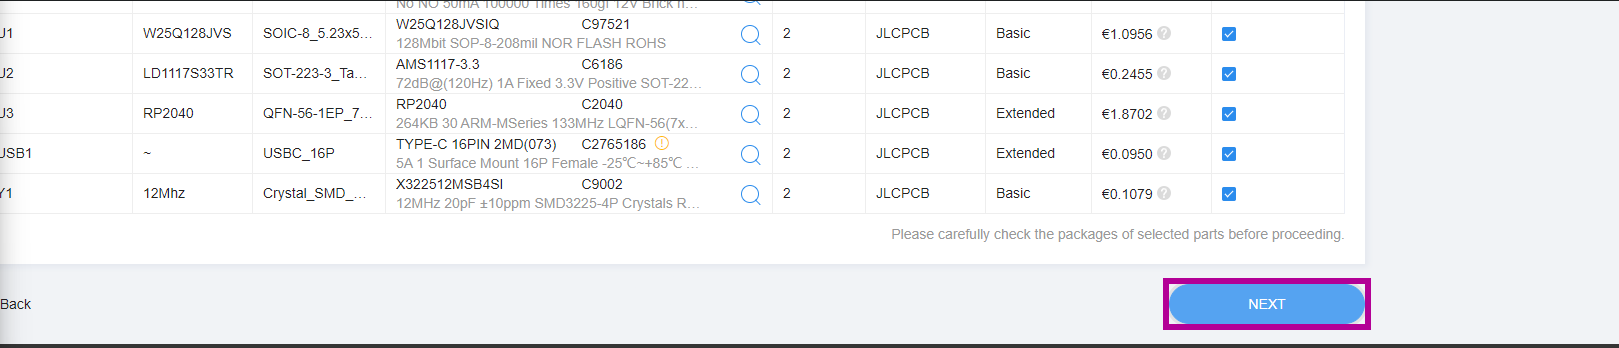 No NO 50mA 100000 Times 160gf 12V Brick n...
U1 W25Q128JVS SOIC-8_5.23x5... W25Q128JVSIQ C97521 2 JLCPCB Basic €1.0956
128Mbit SOP-8-208mil NOR FLASH ROHS
U2 LD1117S33TR SOT-223-3_Ta... AMS1117-3.3 C6186 2 JLCPCB Basic €0.2455
72dB@(120Hz) 1A Fixed 3.3V Positive SOT-22...
U3 RP2040 QFN-56-1EP_7... RP2040 C2040 2 JLCPCB Extended €1.8702
264KB 30 ARM-MSeries 133MHz LQFN-56(7x...
USB1 ~ USBC_16P TYPE-C 16PIN 2MD(073) C2765186 2 JLCPCB Extended €0.0950
5A 1 Surface Mount 16P Female -25℃~+85℃ ...
Y1 12Mhz Crystal_SMD_... X322512MSB4SI C9002 2 JLCPCB Basic €0.1079
12MHz 20pF ±10ppm SMD3225-4P Crystals R...
Please carefully check the packages of selected parts before proceeding.
Back
NEXT